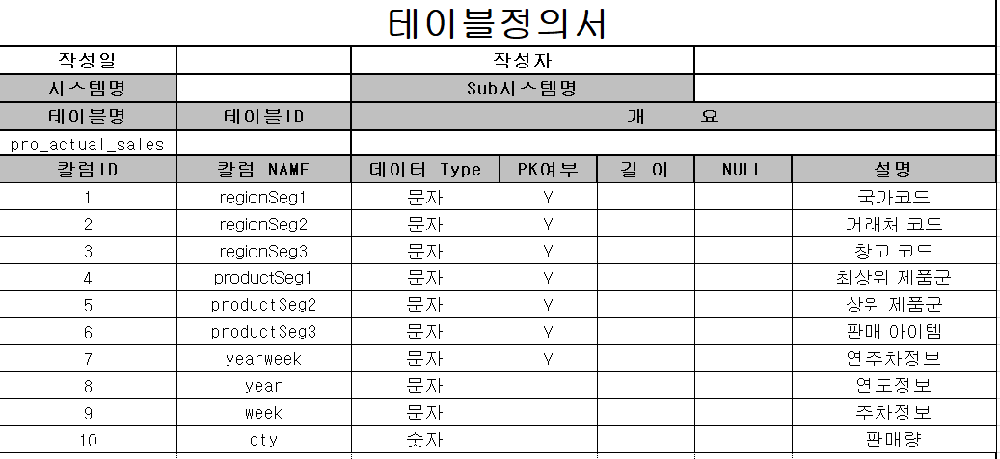 테이블정의서
작성일 작성자
시스템명 Sub시스템명
테이블명 테이블ID 개 요
pro_actual_sales
칼럼ID 칼럼 NAME 데이터 Type PK여부 길 이 NULL 설명
1 regionSeg1 문자 Y 국가코드
2 regionSeg2 문자 Y 거래처 코드
3 regionSeg3 문자 Y 창고 코드
4 productSeg1 문자 Y 최상위 제품군
5 productSeg2 문자 Y 상위 제품군
6 productSeg3 문자 Y 판매 아이템
7 yearweek 문자 Y 연주차정보
8 year 문자 연도정보
9 week 문자 주차정보
10 qty 숫자 판매량